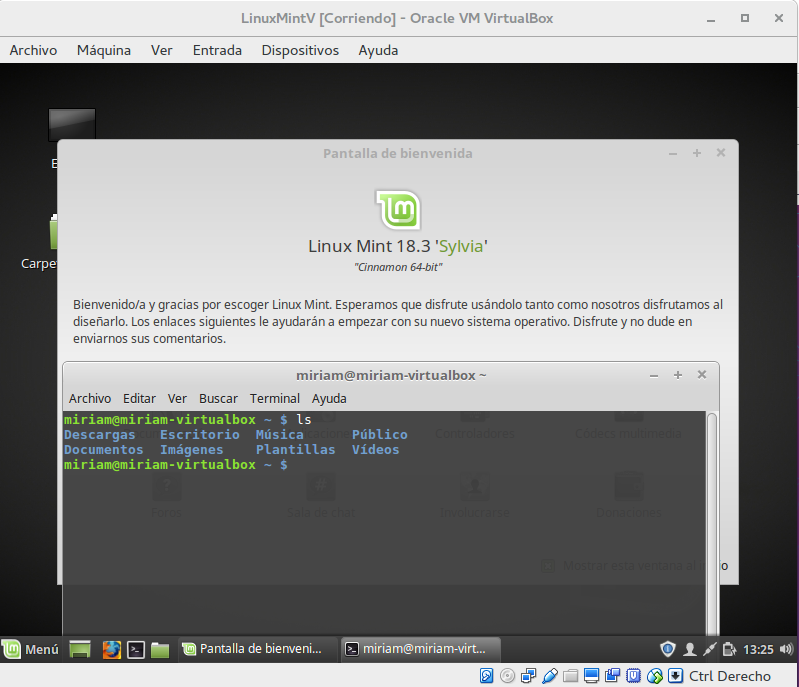 LinuxMintV [Corriendo] - Oracle VM VirtualBox
Archivo Máquina Ver Entrada Dispositivos Ayuda
E
Carpe
Pantalla de bienvenida
Linux Mint 18.3 'Sylvia'
"Cinnamon 64-bit"
Bienvenido/a y gracias por escoger Linux Mint. Esperamos que disfrute usándolo tanto como nosotros disfrutamos al
diseñarlo. Los enlaces siguientes le ayudarán a empezar con su nuevo sistema operativo. Disfrute y no dude en
enviarnos sus comentarios.
miriam@miriam-virtualbox ~
Archivo Editar Ver Buscar Terminal Ayuda
miriam@miriam-virtualbox ~ $ ls
Descargas Escritorio Música Público
Documentos Imágenes Plantillas Vídeos
miriam@miriam-virtualbox ~ $
Controladores Códecs multimedia
Foros Sala de chat Involucrarse Donaciones
Mostrar esta ventana al inicio
Menú Pantalla de bienveni... miriam@miriam-virt... 13:25
Ctrl Derecho